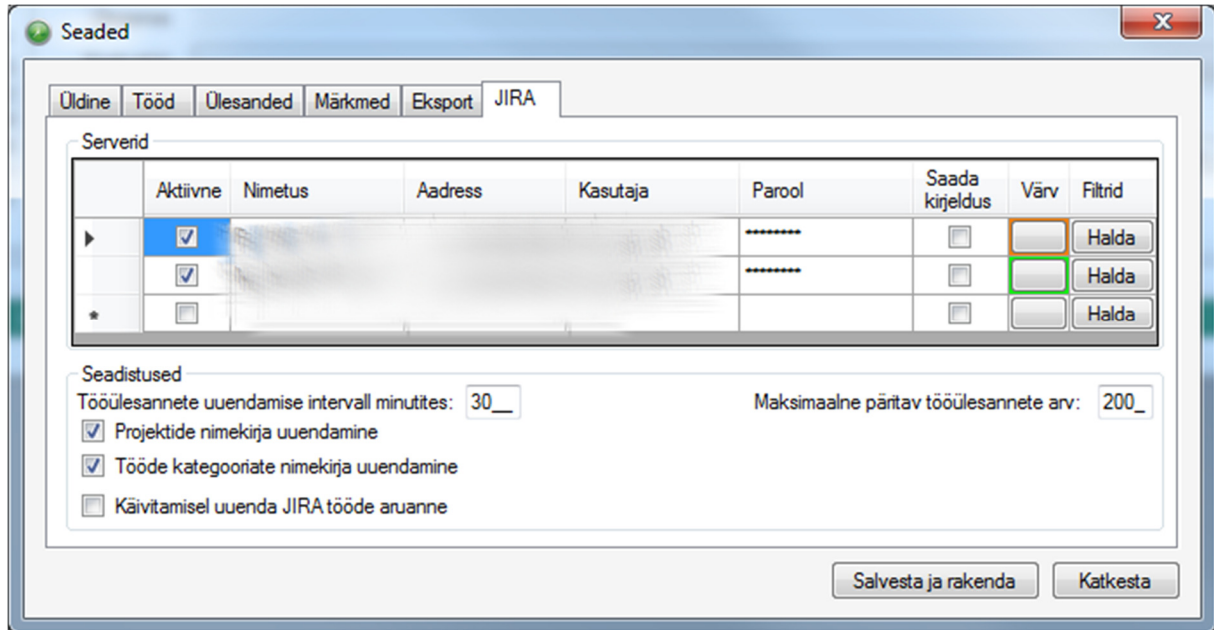 Seaded
Üldine Tööd Ülesanded Märkmed Eksport JIRA
Serverid
Aktiivne Nimetus Aadress Kasutaja Parool Saada kirjeldus Värv Filtrid
******** Halda
******** Halda
* Halda
Seadistused
Tööülesannete uuendamise intervall minutites: 30__ Maksimaalne päritav tööülesannete arv: 200_
Projektide nimekirja uuendamine
Tööde kategooriate nimekirja uuendamine
Käivitamisel uuenda JIRA tööde aruanne
Salvesta ja rakenda Katkesta